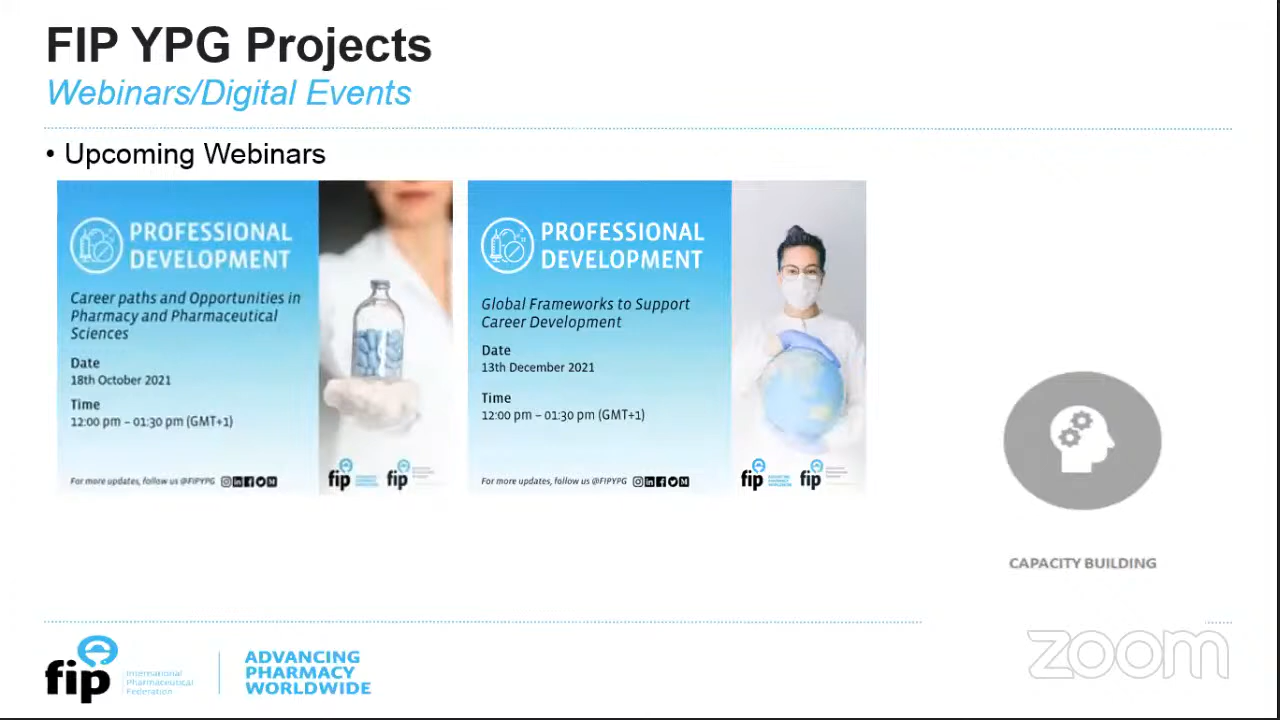 FIP YPG Projects
Webinars/Digital Events
• Upcoming Webinars
PROFESSIONAL
DEVELOPMENT
Career paths and Opportunities in
Pharmacy and Pharmaceutical
Sciences
Date
18th October 2021
Time
12:00 pm – 01:30 pm (GMT+1)
For more updates, follow us @FIPYPG
fip
fip
PROFESSIONAL
DEVELOPMENT
Global Frameworks to Support
Career Development
Date
13th December 2021
Time
12:00 pm – 01:30 pm (GMT+1)
For more updates, follow us @FIPYPG
fip
ADVANCING
PHARMACY
WORLDWIDE
fip
CAPACITY BUILDING
fip
International
Pharmaceutical
Federation
ADVANCING
PHARMACY
WORLDWIDE
zoom